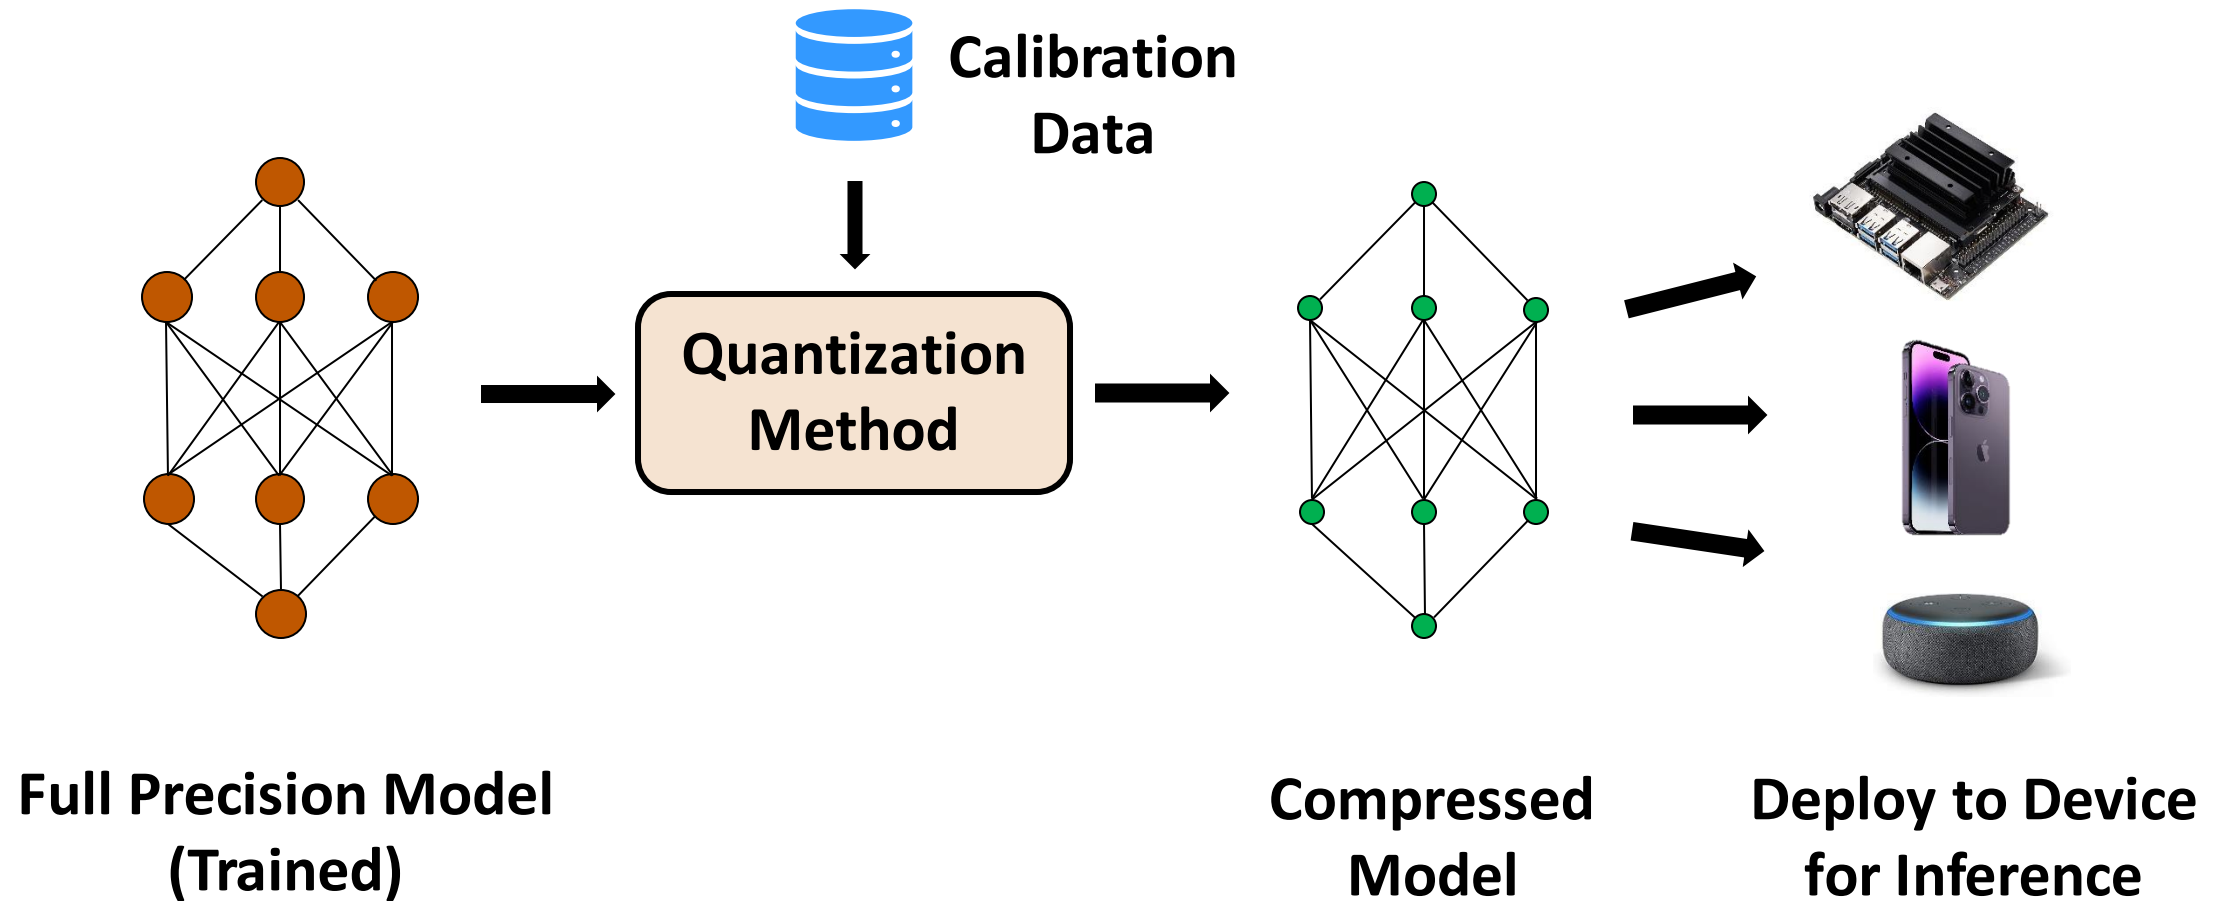 Calibration
Data
Quantization
Method
Full Precision Model
(Trained)
Compressed
Model
Deploy to Device
for Inference